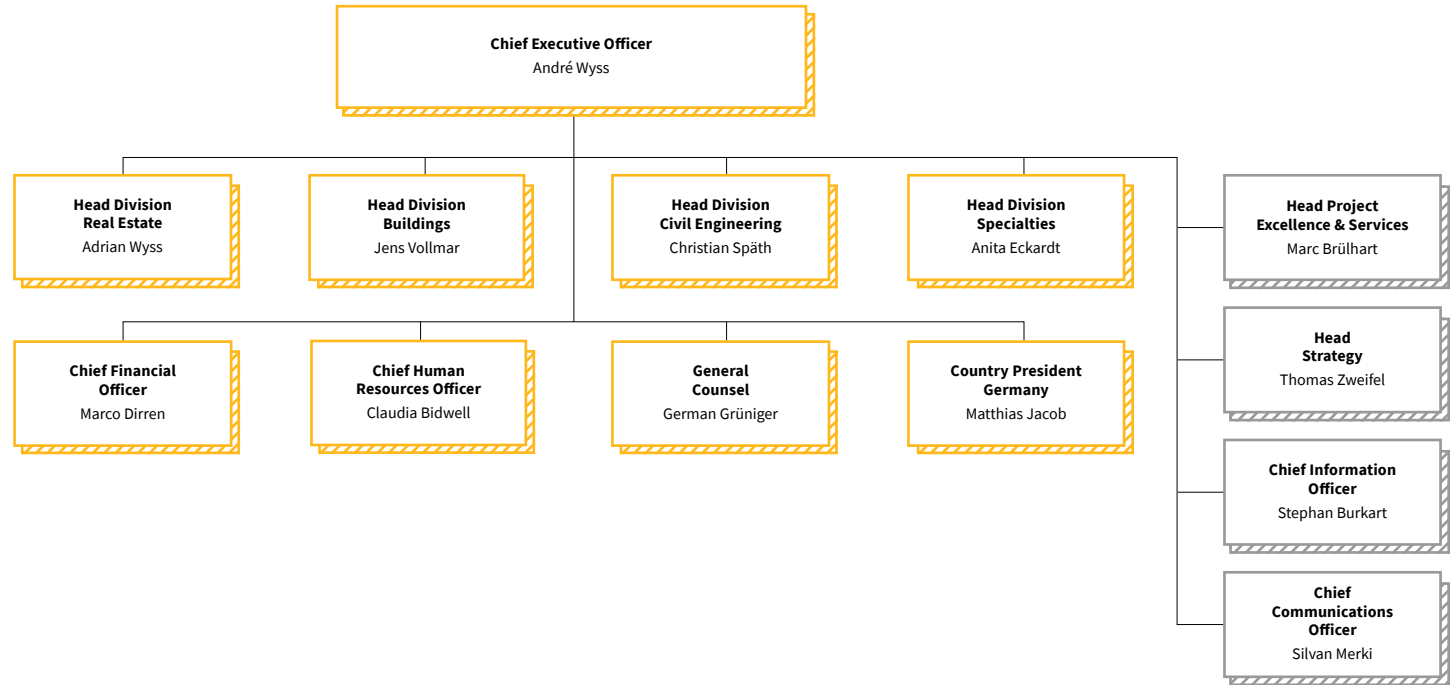 Chief Executive Officer
André Wyss
Head Division
Real Estate
Adrian Wyss
Head Division
Buildings
Jens Vollmar
Head Division
Civil Engineering
Christian Späth
Head Division
Specialties
Anita Eckardt
Head Project
Excellence & Services
Marc Brülhart
Chief Financial
Officer
Marco Dirren
Chief Human
Resources Officer
Claudia Bidwell
General
Counsel
German Grüniger
Country President
Germany
Matthias Jacob
Head
Strategy
Thomas Zweifel
Chief Information
Officer
Stephan Burkart
Chief
Communications
Officer
Silvan Merki